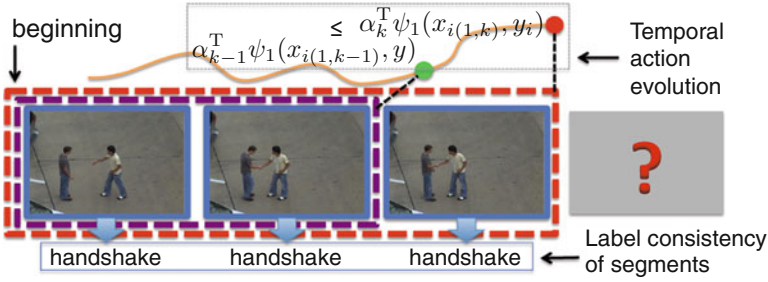 beginning
≤ α_k^T ψ_1(x_{i(1,k)}, y_i)
α_{k-1}^T ψ_1(x_{i(1,k-1)}, y)
Temporal
action
evolution
?
handshake handshake handshake
Label consistency
of segments